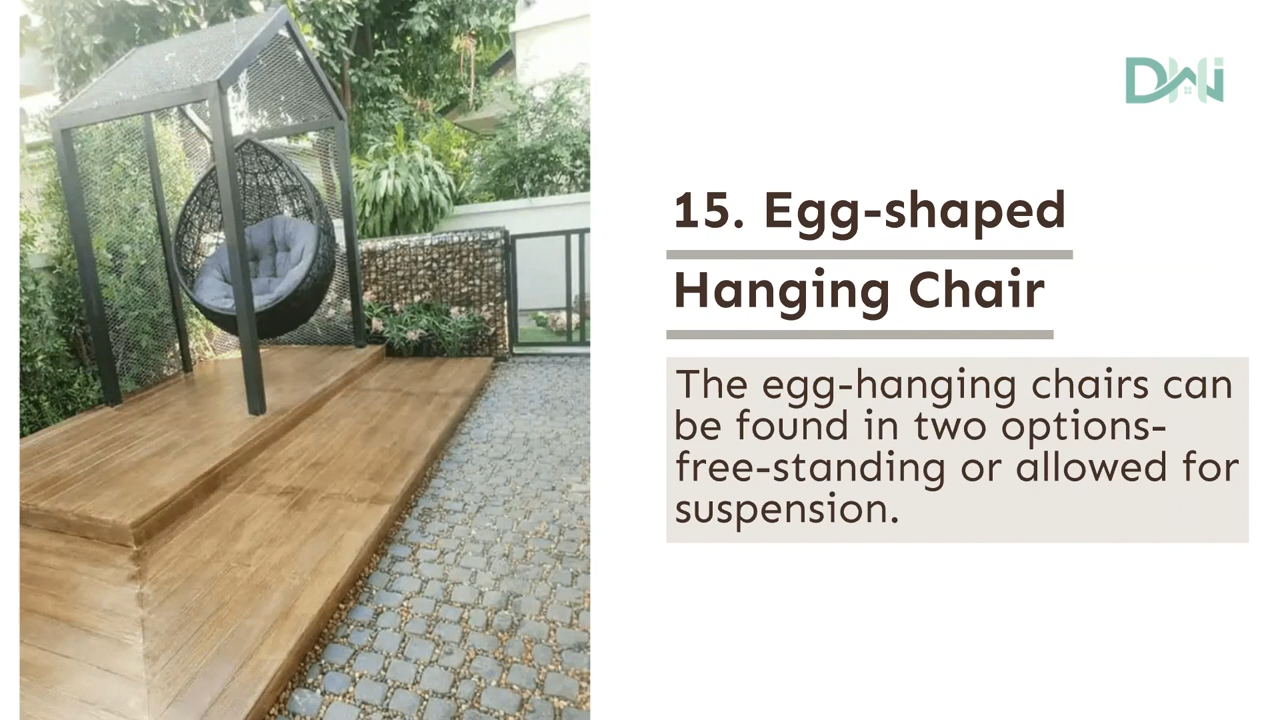 DWj
15. Egg-shaped
Hanging Chair
The egg-hanging chairs can
be found in two options-
free-standing or allowed for
suspension.